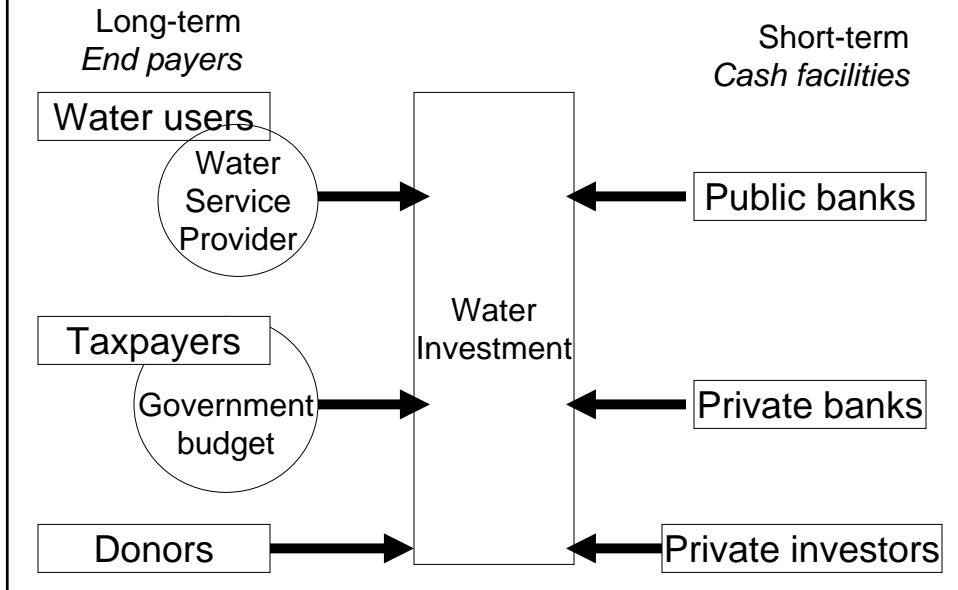 Long-term
End payers
Short-term
Cash facilities
Water users
Water
Service
Provider
Public banks
Water
Investment
Taxpayers
Government
budget
Private banks
Donors
Private investors